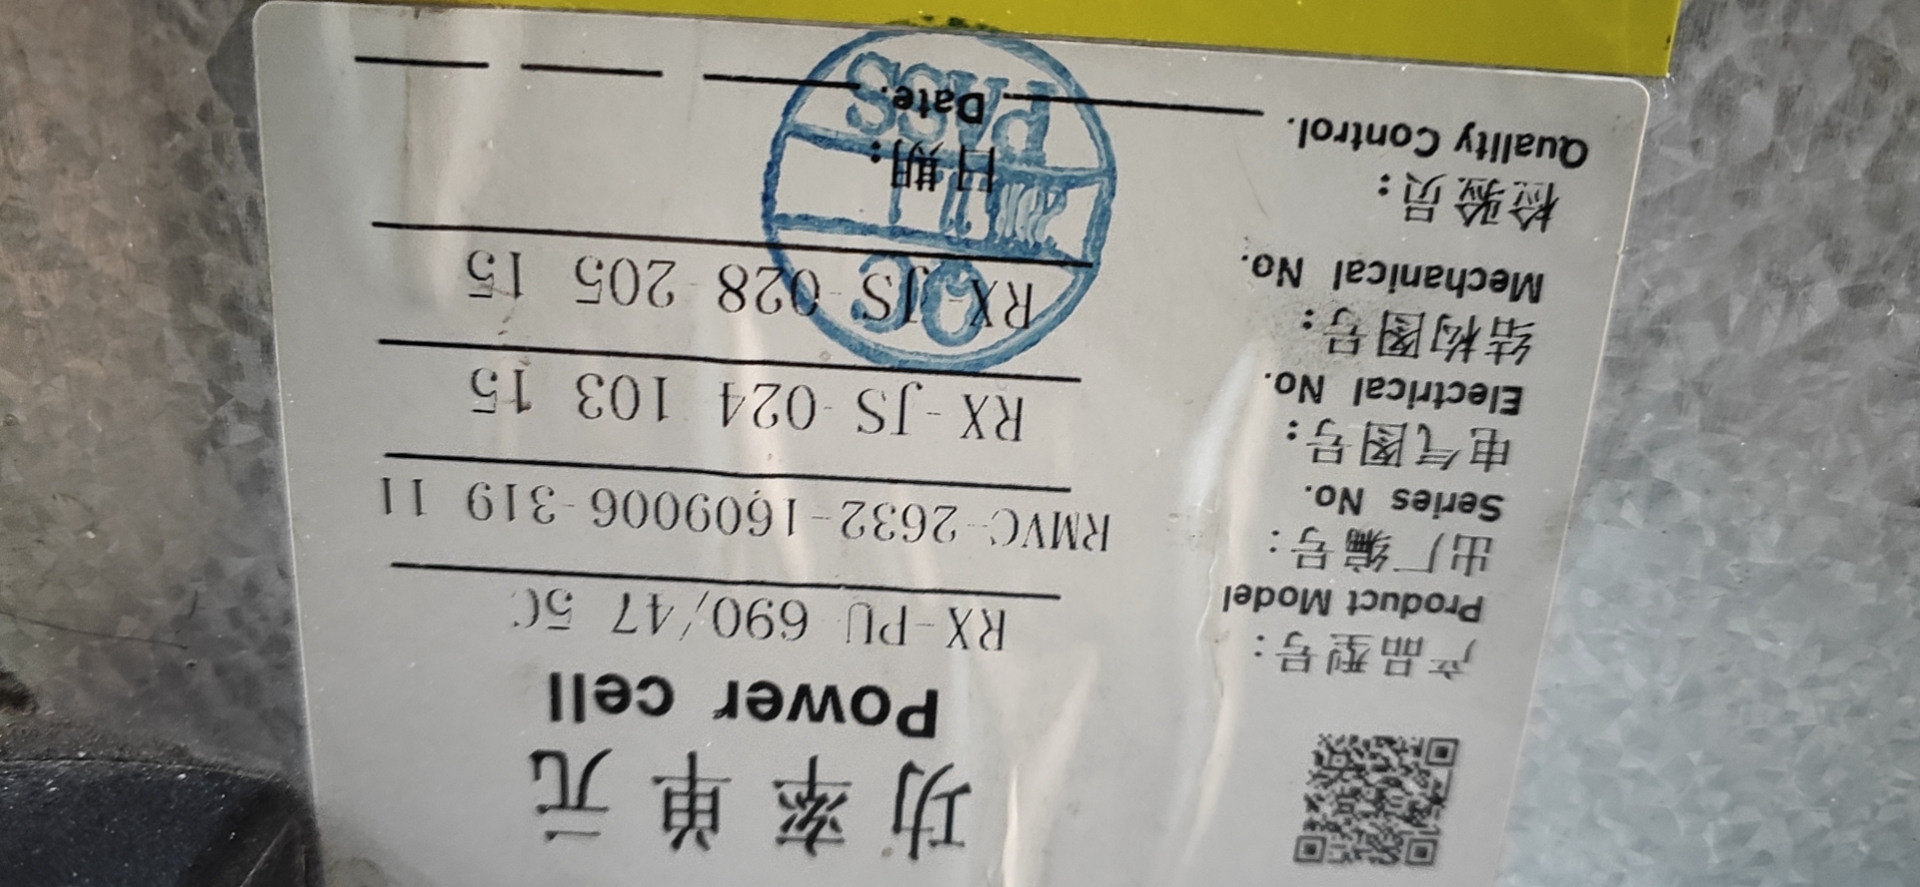 功率单元
Power cell
产品型号:
Product Model
RX-PU 690/47 5C
出厂编号:
Series No.
RMVC-2632-1609006-319 11
电气图号:
Electrical No.
RX-JS-024 103 15
结构图号:
Mechanical No.
RX-JS-028-205 15
检验员:
Quality Control.
日期:
Date.
QC
PASS